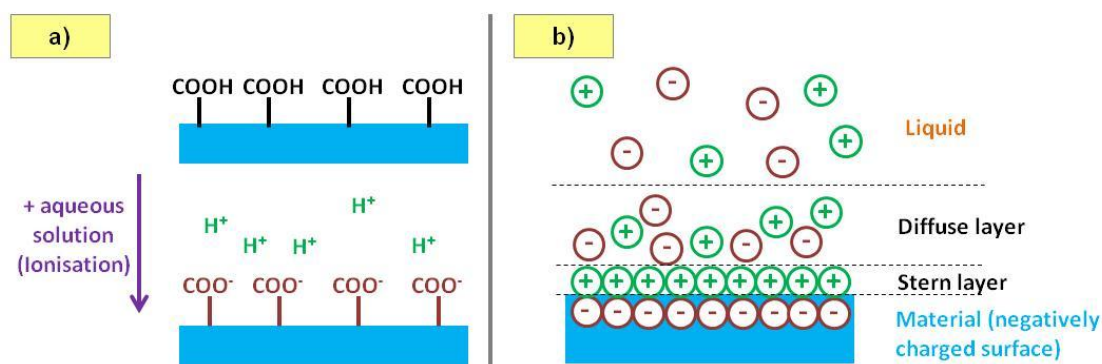 a)
COOH COOH COOH COOH
+ aqueous
solution
(Ionisation)
H⁺ H⁺
H⁺ H⁺ H⁺
COO⁻ COO⁻ COO⁻ COO⁻
b)
+ - - +
Liquid
- + - +
Diffuse layer
- + - + - + - +
Stern layer
+ + + + + + + + +
Material (negatively
charged surface)
- - - - - - - - -